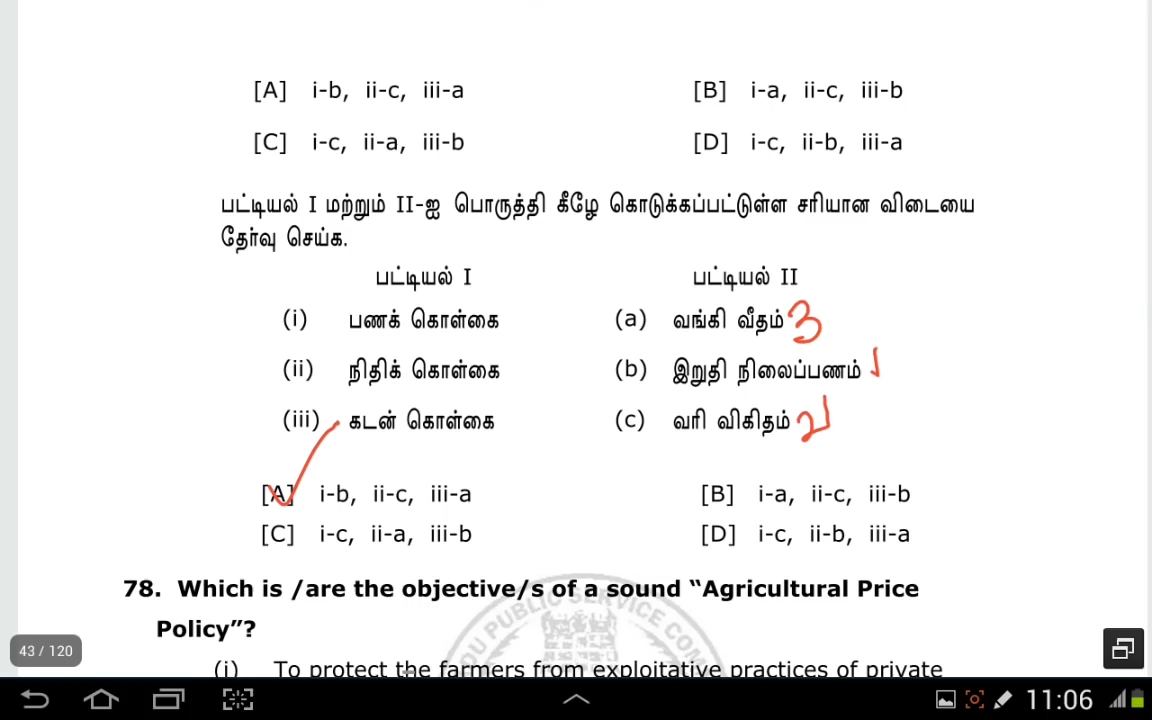 [A] i-b, ii-c, iii-a [B] i-a, ii-c, iii-b
[C] i-c, ii-a, iii-b [D] i-c, ii-b, iii-a
பட்டியல் I மற்றும் II-ஐ பொருத்தி கீழே கொடுக்கப்பட்டுள்ள சரியான விடையை
தேர்வு செய்க.
பட்டியல் I பட்டியல் II
(i) பணக் கொள்கை (a) வங்கி வீதம் 3
(ii) நிதிக் கொள்கை (b) இறுதி நிலைப்பணம் 1
(iii) கடன் கொள்கை (c) வரி விகிதம் 2
[A] i-b, ii-c, iii-a [B] i-a, ii-c, iii-b
[C] i-c, ii-a, iii-b [D] i-c, ii-b, iii-a
78. Which is /are the objective/s of a sound “Agricultural Price
Policy”?
(i) To protect the farmers from exploitative practices of private
43 / 120
11:06